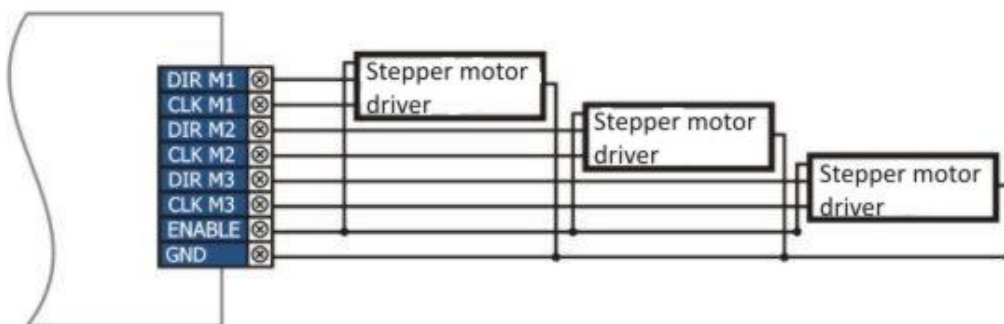 DIR M1
CLK M1
DIR M2
CLK M2
DIR M3
CLK M3
ENABLE
GND
Stepper motor
driver
Stepper motor
driver
Stepper motor
driver